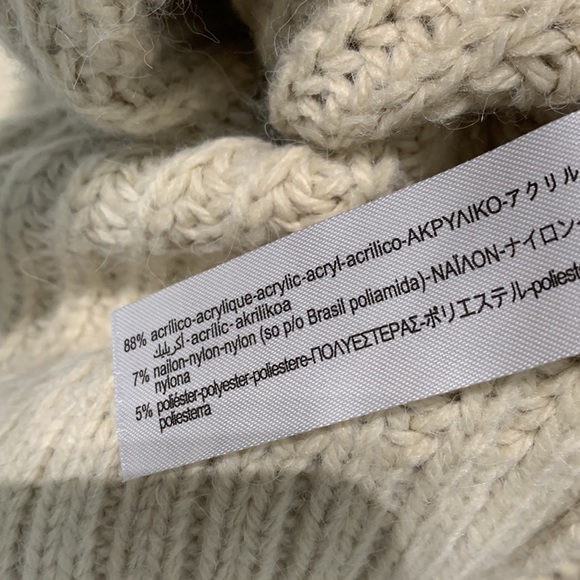 88% acrílico-acrylique-acrylic-acryl-acrilico-ΑΚΡΥΛΙΚΟ-アクリル
أكريليك-acrílic-akrilikoa
7% nailon-nylon-nylon (so p/o Brasil poliamida)-ΝΑΪΛΟΝ-ナイロン-
nylona
5% poliéster-polyester-poliestere-ΠΟΛΥΕΣΤΕΡΑΣ-ポリエステル-poliester
poliesterra